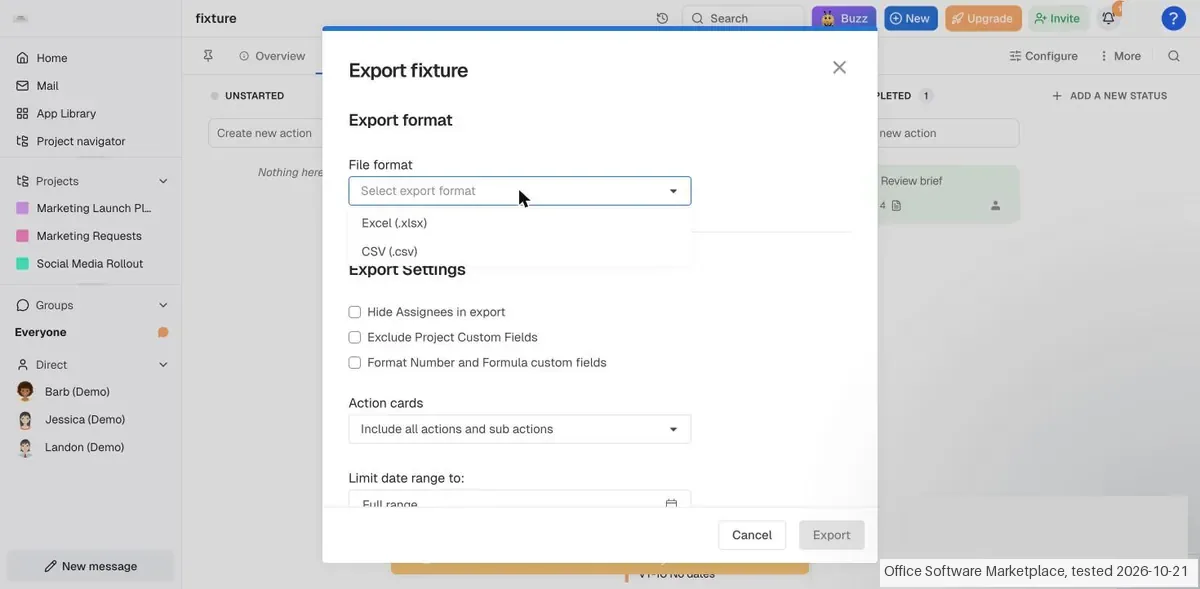 fixture
Search
Buzz
New
Upgrade
Invite
1
?
Home
Mail
App Library
Project navigator
Projects
Marketing Launch Pl...
Marketing Requests
Social Media Rollout
Groups
Everyone
Direct
Barb (Demo)
Jessica (Demo)
Landon (Demo)
New message
Overview
Configure
More
UNSTARTED
PLETED 1
ADD A NEW STATUS
Create new action
new action
Nothing here
Review brief
4
Export fixture
Export format
File format
Select export format
Excel (.xlsx)
CSV (.csv)
Export Settings
Hide Assignees in export
Exclude Project Custom Fields
Format Number and Formula custom fields
Action cards
Include all actions and sub actions
Limit date range to:
Full range
Cancel
Export
No dates
Office Software Marketplace, tested 2026-10-21